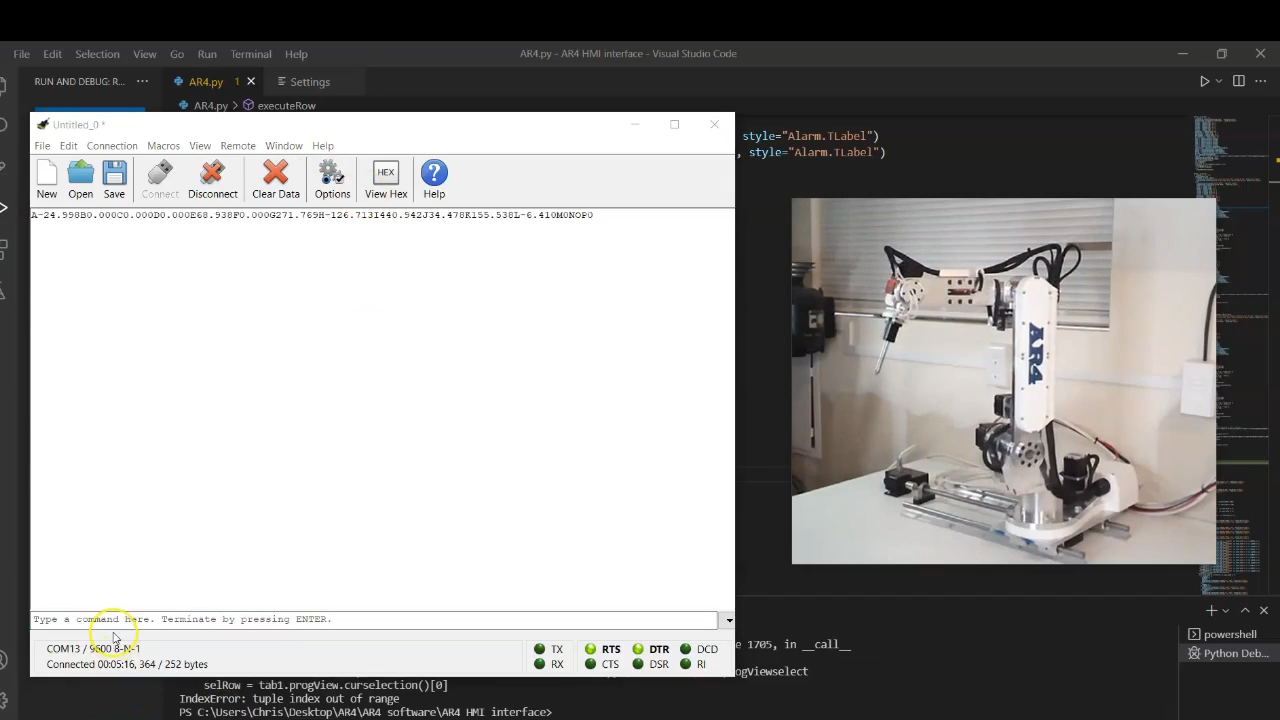 File Edit Selection View Go Run Terminal Help
AR4.py - AR4 HMI interface - Visual Studio Code
RUN AND DEBUG: R...
AR4.py 1
Settings
AR4.py > executeRow
style="Alarm.TLabel")
, style="Alarm.TLabel")
Untitled_0 *
File Edit Connection Macros View Remote Window Help
New Open Save Connect Disconnect Clear Data Options View Hex Help
HEX
A-24.998B0.000C0.000D0.000E68.938F0.000G271.769H-126.713I440.942J34.478K155.538L-6.410M0N0P0
AR4
Type a command here. Terminate by pressing ENTER.
COM13 / 9600 8-N-1
Connected 00:05:16, 364 / 252 bytes
TX RTS DTR DCD
RX CTS DSR RI
e 1705, in __call__
rogViewselect
selRow = tab1.progView.curselection()[0]
IndexError: tuple index out of range
PS C:\Users\Chris\Desktop\AR4\AR4 software\AR4 HMI interface>
powershell
Python Deb...